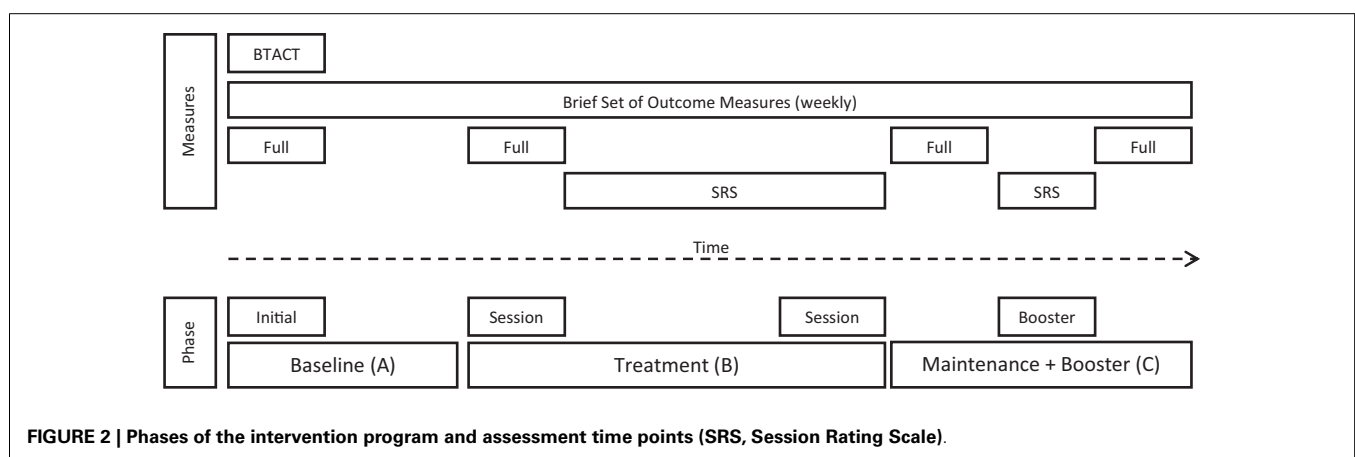 Measures
BTACT
Brief Set of Outcome Measures (weekly)
Full Full Full Full
SRS SRS
Time
Phase
Initial Session Session Booster
Baseline (A) Treatment (B) Maintenance + Booster (C)
FIGURE 2 | Phases of the intervention program and assessment time points (SRS, Session Rating Scale).